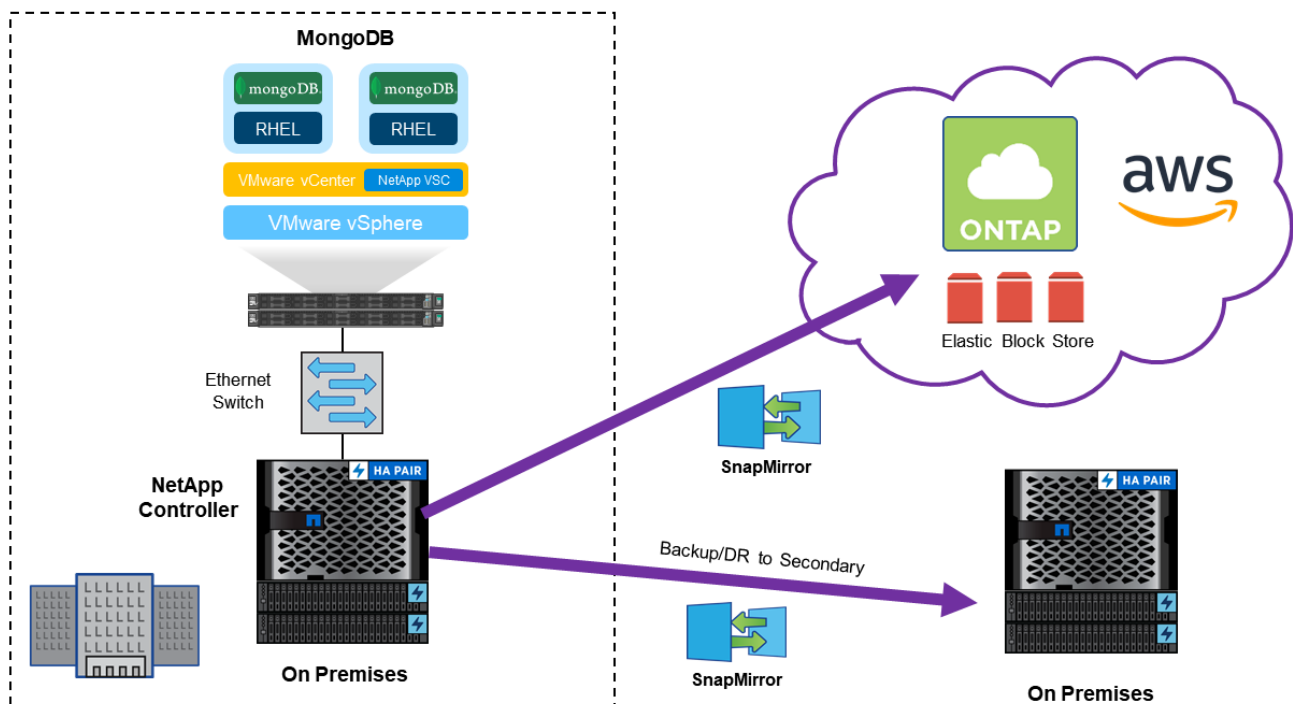 MongoDB
mongoDB.
mongoDB.
RHEL
RHEL
VMware vCenter
NetApp VSC
VMware vSphere
Ethernet
Switch
NetApp
Controller
HA PAIR
On Premises
ONTAP
aws
Elastic Block Store
SnapMirror
Backup/DR to Secondary
SnapMirror
HA PAIR
On Premises